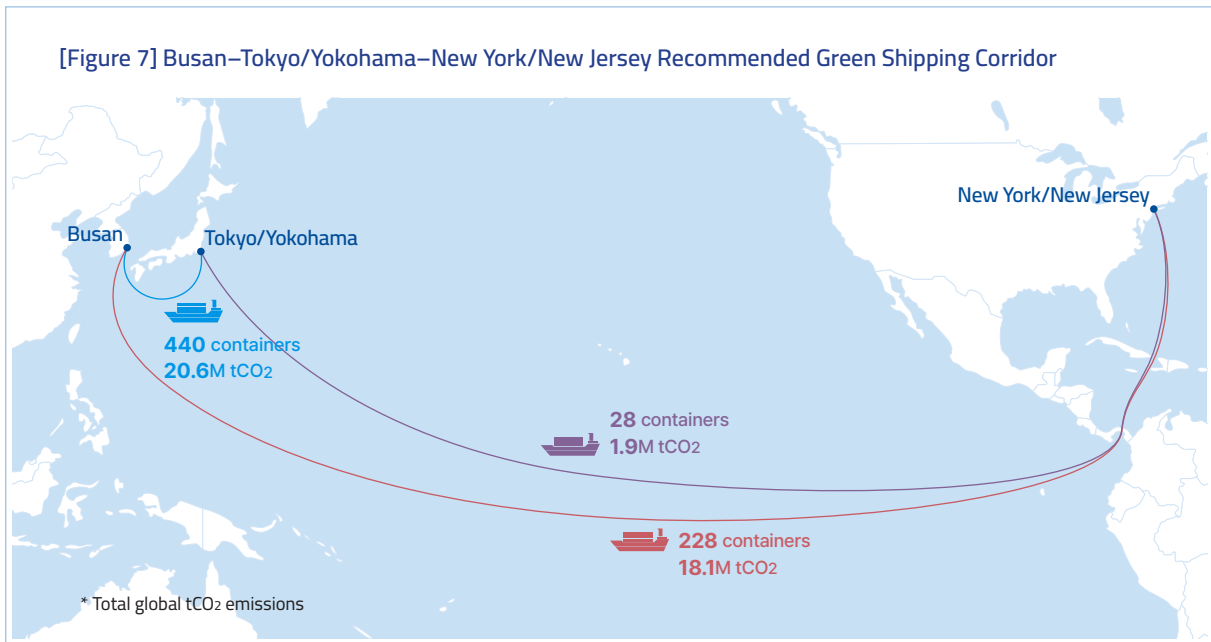 [Figure 7] Busan–Tokyo/Yokohama–New York/New Jersey Recommended Green Shipping Corridor
New York/New Jersey
Busan
Tokyo/Yokohama
440 containers
20.6M tCO2
28 containers
1.9M tCO2
228 containers
18.1M tCO2
* Total global tCO2 emissions